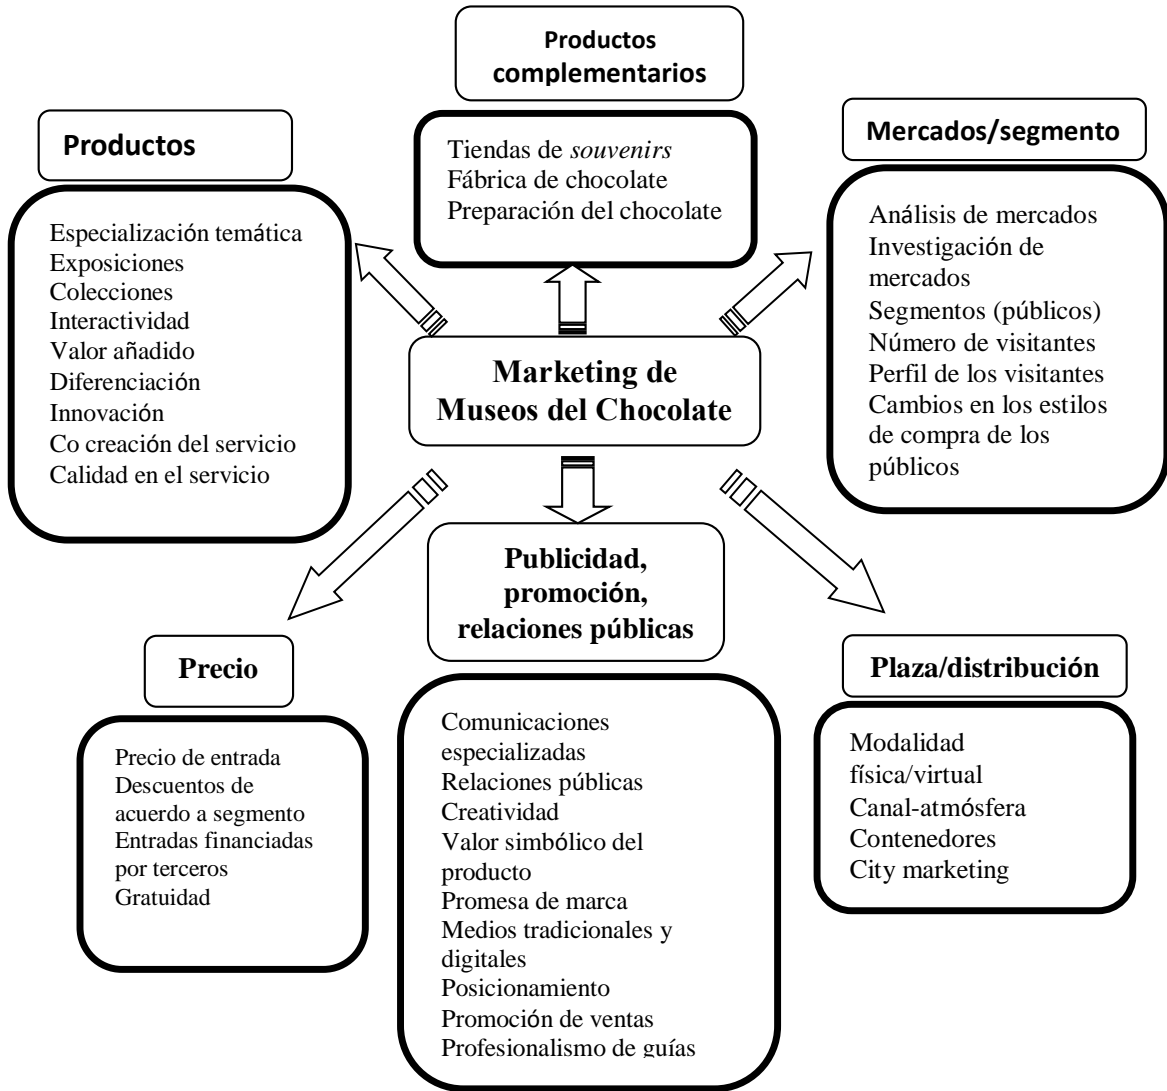 Productos
complementarios
Tiendas de souvenirs
Fábrica de chocolate
Preparación del chocolate
Productos
Especialización temática
Exposiciones
Colecciones
Interactividad
Valor añadido
Diferenciación
Innovación
Co creación del servicio
Calidad en el servicio
Mercados/segmento
Análisis de mercados
Investigación de
mercados
Segmentos (públicos)
Número de visitantes
Perfil de los visitantes
Cambios en los estilos
de compra de los
públicos
Marketing de
Museos del Chocolate
Publicidad,
promoción,
relaciones públicas
Comunicaciones
especializadas
Relaciones públicas
Creatividad
Valor simbólico del
producto
Promesa de marca
Medios tradicionales y
digitales
Posicionamiento
Promoción de ventas
Profesionalismo de guías
Precio
Precio de entrada
Descuentos de
acuerdo a segmento
Entradas financiadas
por terceros
Gratuidad
Plaza/distribución
Modalidad
física/virtual
Canal-atmósfera
Contenedores
City marketing